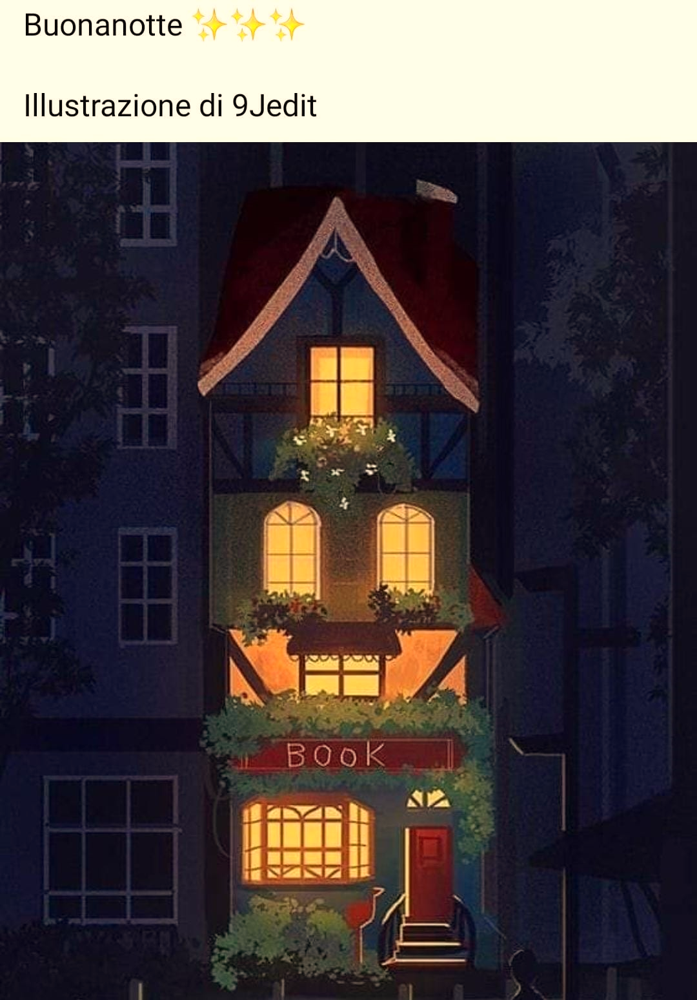 Buonanotte ✨✨✨
Illustrazione di 9Jedit
BOOK